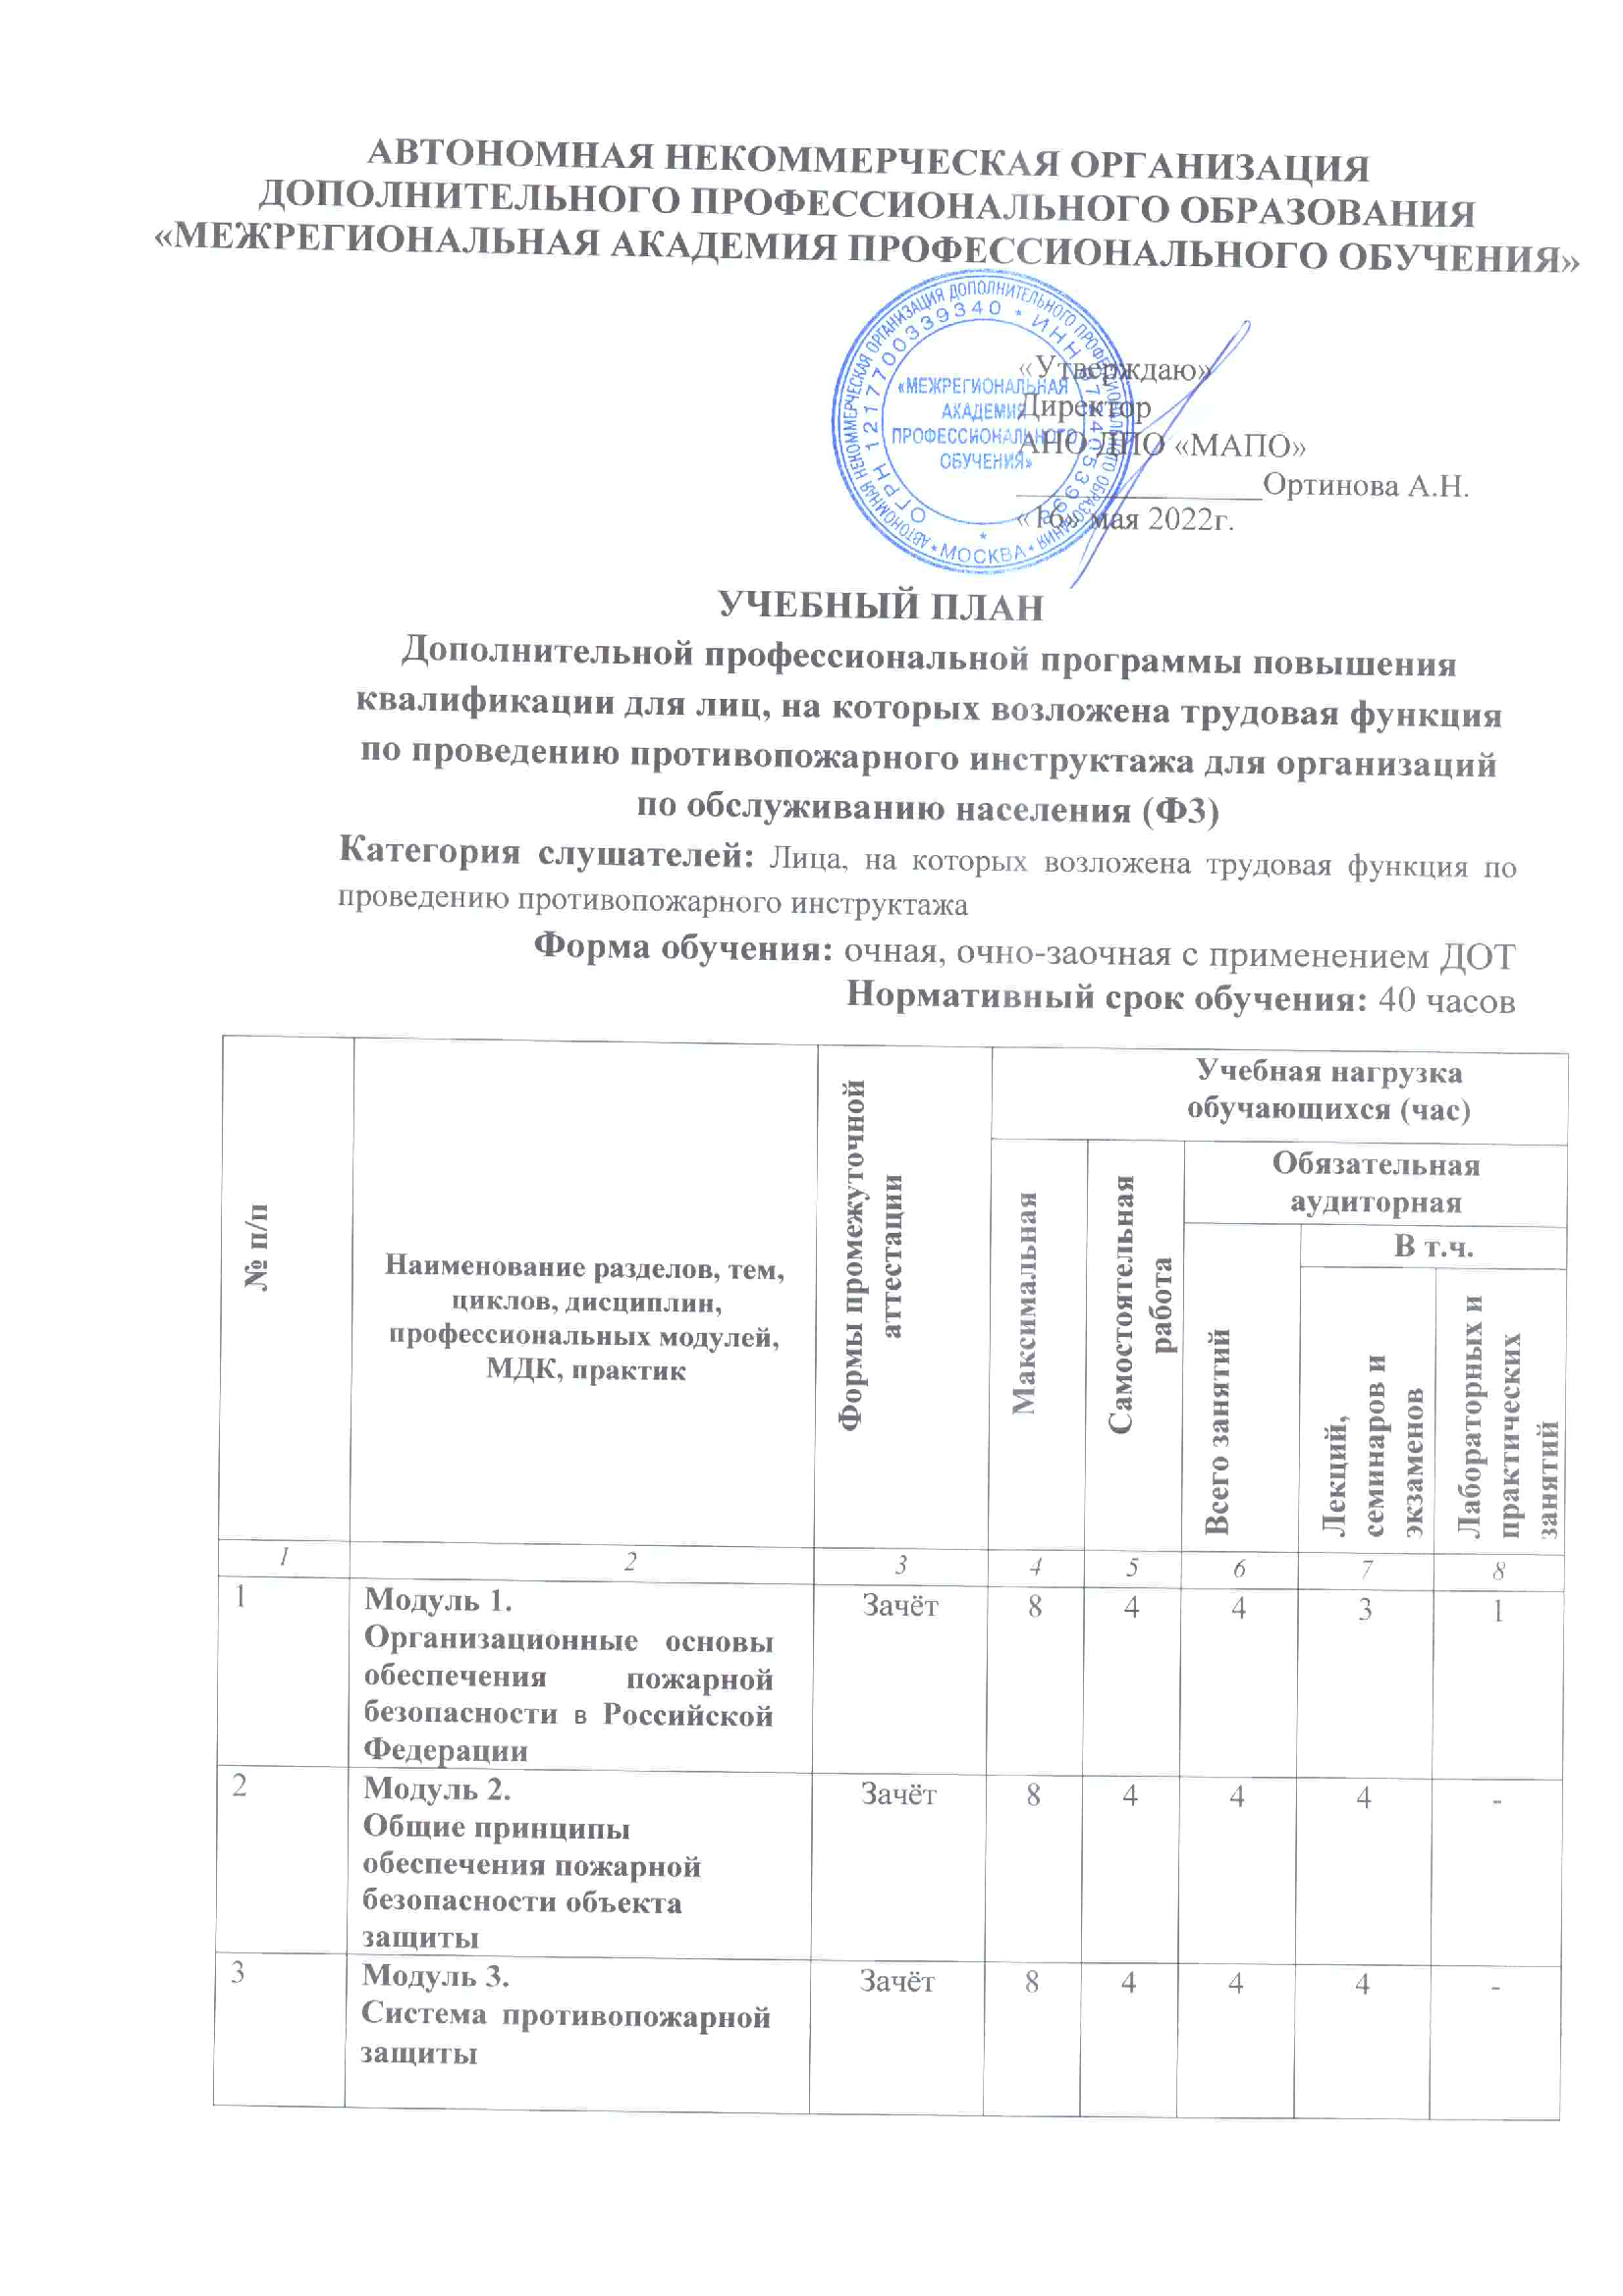 АВТОНОМНАЯ НЕКОММЕРЧЕСКАЯ ОРГАНИЗАЦИЯ
ДОПОЛНИТЕЛЬНОГО ПРОФЕССИОНАЛЬНОГО ОБРАЗОВАНИЯ
«МЕЖРЕГИОНАЛЬНАЯ АКАДЕМИЯ ПРОФЕССИОНАЛЬНОГО ОБУЧЕНИЯ»
АВТОНОМНАЯ НЕКОММЕРЧЕСКАЯ ОРГАНИЗАЦИЯ ДОПОЛНИТЕЛЬНОГО ПРОФЕССИОНАЛЬНОГО ОБРАЗОВАНИЯ
* МОСКВА *
ОГРН 1217700339340 * ИНН
«МЕЖРЕГИОНАЛЬНАЯ
АКАДЕМИЯ
ПРОФЕССИОНАЛЬНОГО
ОБУЧЕНИЯ»
«Утверждаю»
Директор
АНО ДПО «МАПО»
_______________Ортинова А.Н.
«16» мая 2022г.
УЧЕБНЫЙ ПЛАН
Дополнительной профессиональной программы повышения
квалификации для лиц, на которых возложена трудовая функция
по проведению противопожарного инструктажа для организаций
по обслуживанию населения (Ф3)
Категория слушателей: Лица, на которых возложена трудовая функция по
проведению противопожарного инструктажа
Форма обучения: очная, очно-заочная с применением ДОТ
Нормативный срок обучения: 40 часов
№ п/п
Наименование разделов, тем,
циклов, дисциплин,
профессиональных модулей,
МДК, практик
Формы промежуточной
аттестации
Учебная нагрузка
обучающихся (час)
Максимальная
Самостоятельная
работа
Обязательная
аудиторная
Всего занятий
В т.ч.
Лекций,
семинаров и
экзаменов
Лабораторных и
практических
занятий
1 2 3 4 5 6 7 8
1 Модуль 1. Зачёт 8 4 4 3 1
Организационные основы
обеспечения пожарной
безопасности в Российской
Федерации
2 Модуль 2. Зачёт 8 4 4 4 -
Общие принципы
обеспечения пожарной
безопасности объекта
защиты
3 Модуль 3. Зачёт 8 4 4 4 -
Система противопожарной
защиты